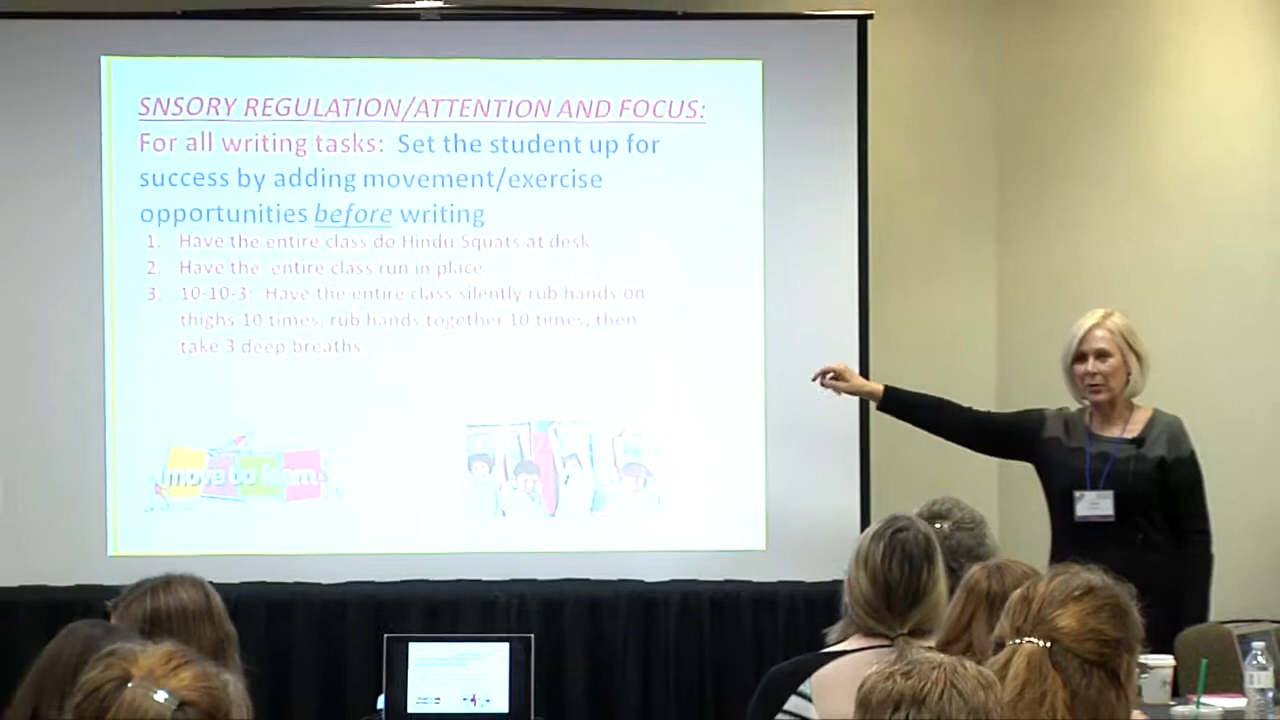 SNSORY REGULATION/ATTENTION AND FOCUS:
For all writing tasks: Set the student up for
success by adding movement/exercise
opportunities before writing
1. Have the entire class do Hindu Squats at desk
2. Have the entire class run in place
3. 10-10-3: Have the entire class silently rub hands on
thighs 10 times, rub hands together 10 times, then
take 3 deep breaths
move to learn